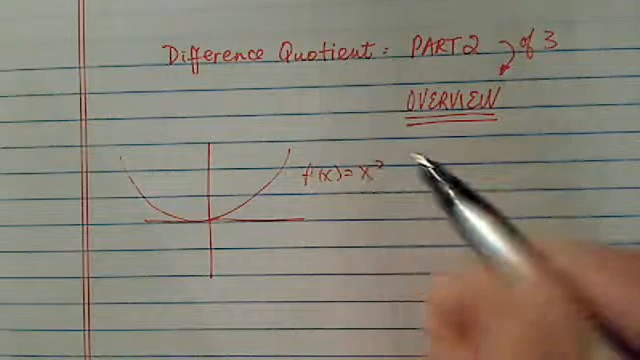 Difference Quotient: PART 2 of 3
OVERVIEW
f(x) = x²